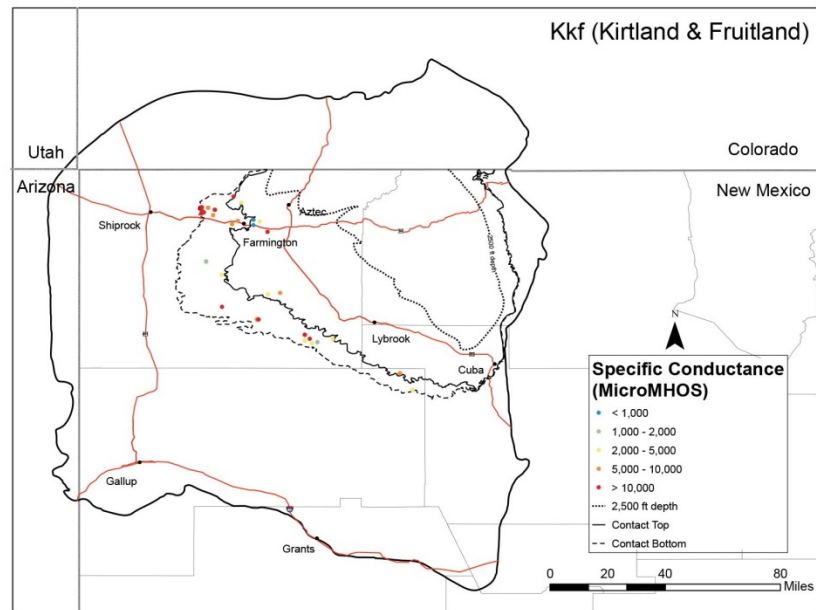 Kkf (Kirtland & Fruitland)
Utah
Colorado
Arizona
New Mexico
Shiprock
Aztec
Farmington
2500 ft depth
Lybrook
Cuba
N
Gallup
Grants
Specific Conductance
(MicroMHOS)
< 1,000
1,000 - 2,000
2,000 - 5,000
5,000 - 10,000
> 10,000
2,500 ft depth
Contact Top
Contact Bottom
0 20 40 80
Miles